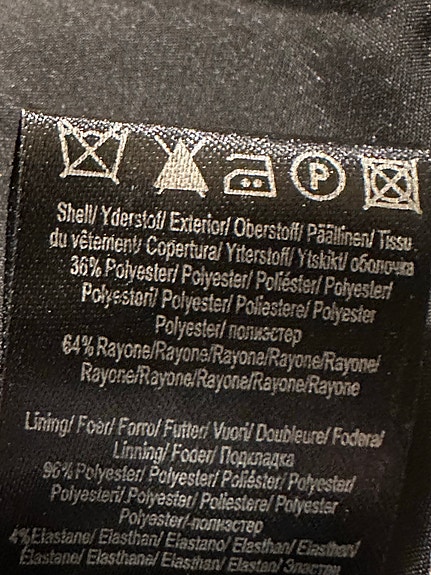 P
Shell/ Yderstof/ Exterior/ Oberstoff/ Päällinen/ Tissu
du vêtement/ Copertura/ Ytterstoff/ Ytskikt/ оболочка
36% Polyester/ Polyester/ Poliéster/ Polyester/
Polyesteri/ Polyester/ Poliestere/ Polyester
Polyester/ полиэстер
64% Rayone/Rayone/Rayona/Rayone/Rayone/
Rayone/Rayone/Rayone/Rayone/Rayone
Lining/ Foer/ Forro/ Futter/ Vuori/ Doubleure/ Fodera/
Linning/ Foder/ Подкладка
96% Polyester/ Polyester/ Poliéster/ Polyester/
Polyesteri/ Polyester/ Poliestere/ Polyester
Polyester/-полиэстер
4% Elastane/ Elasthan/ Elastano/ Elasthan/ Elasthan/
Élastane/ Elasthane/ Elasthan/ Elastan/ Эластан